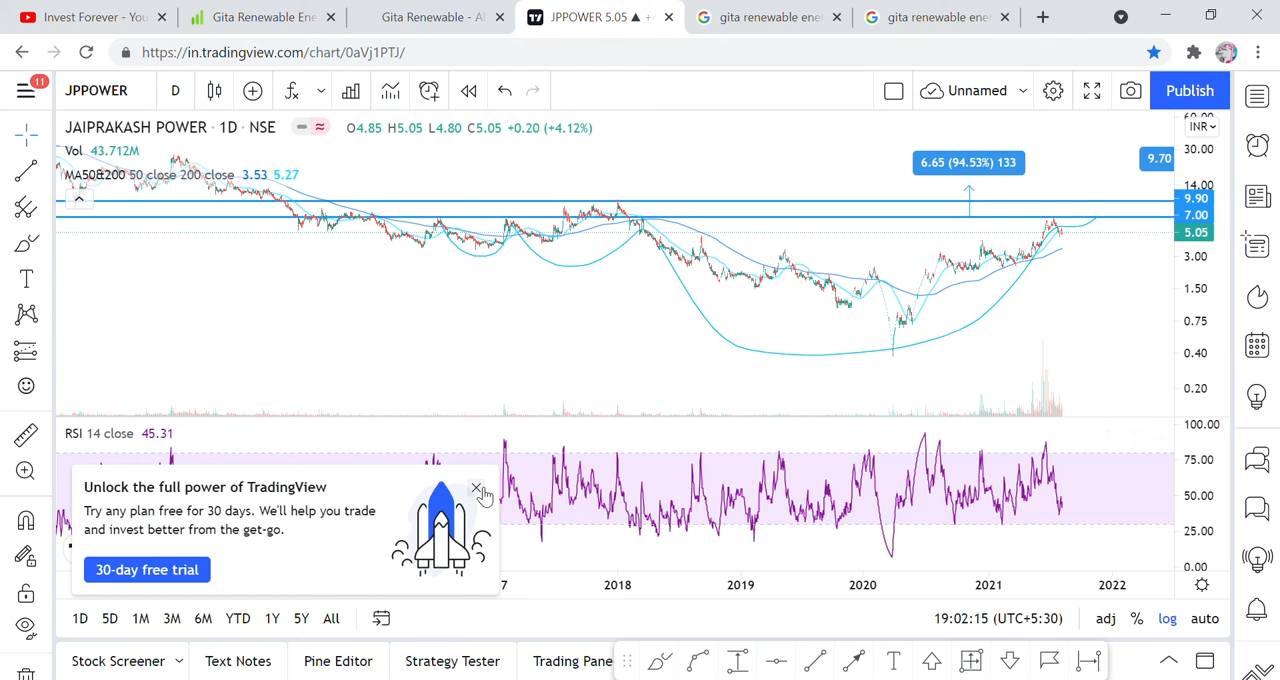 Invest Forever - You
Gita Renewable Ene
Gita Renewable - Al
JPPOWER 5.05 ▲ +4
gita renewable ener
gita renewable ener
https://in.tradingview.com/chart/0aVj1PTJ/
11
JPPOWER
D
Unnamed
Publish
JAIPRAKASH POWER · 1D · NSE
O4.85 H5.05 L4.80 C5.05 +0.20 (+4.12%)
Vol 43.712M
MA50&200 50 close 200 close 3.53 5.27
6.65 (94.53%) 133
9.70
60.00
INR
30.00
14.00
9.90
7.00
5.05
3.00
1.50
0.75
0.40
0.20
RSI 14 close 45.31
100.00
75.00
50.00
25.00
0.00
Unlock the full power of TradingView
Try any plan free for 30 days. We'll help you trade
and invest better from the get-go.
30-day free trial
7 2018 2019 2020 2021 2022
1D 5D 1M 3M 6M YTD 1Y 5Y All
19:02:15 (UTC+5:30) adj % log auto
Stock Screener Text Notes Pine Editor Strategy Tester Trading Pane